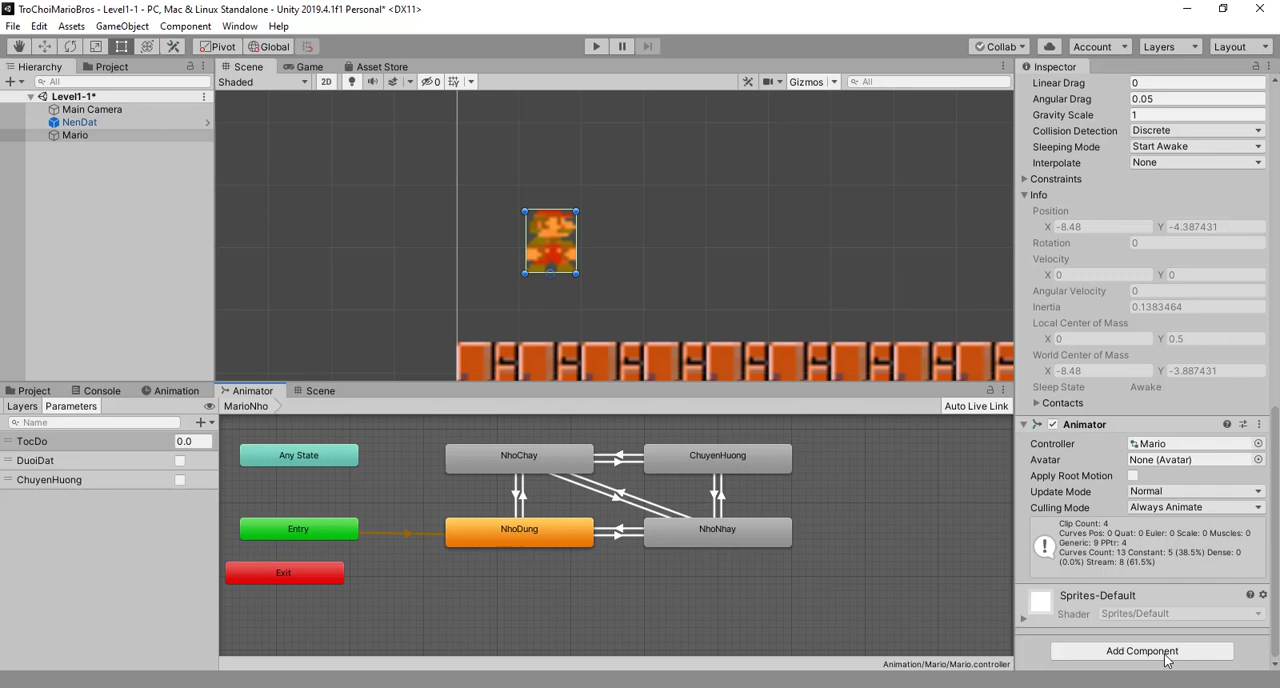 TroChoiMarioBros - Level1-1 - PC, Mac & Linux Standalone - Unity 2019.4.1f1 Personal* <DX11>
File Edit Assets GameObject Component Window Help
Pivot Global Collab Account Layers Layout
Hierarchy Project
All
Level1-1*
Main Camera
NenDat
Mario
Scene Game Asset Store
Shaded 2D 0 Gizmos All
Inspector
Linear Drag 0
Angular Drag 0.05
Gravity Scale 1
Collision Detection Discrete
Sleeping Mode Start Awake
Interpolate None
Constraints
Info
Position
X -8.48 Y -4.387431
Rotation 0
Velocity
X 0 Y 0
Angular Velocity 0
Inertia 0.1383464
Local Center of Mass
X 0 Y 0.5
World Center of Mass
X -8.48 Y -3.887431
Sleep State Awake
Contacts
Animator
Controller Mario
Avatar None (Avatar)
Apply Root Motion
Update Mode Normal
Culling Mode Always Animate
Clip Count: 4
Curves Pos: 0 Quat: 0 Euler: 0 Scale: 0 Muscles: 0
Generic: 9 PPtr: 4
Curves Count: 13 Constant: 5 (38.5%) Dense: 0
(0.0%) Stream: 8 (61.5%)
Sprites-Default
Shader Sprites/Default
Add Component
Project Console Animation Animator Scene
Layers Parameters MarioNho Auto Live Link
Name
TocDo 0.0
DuoiDat
ChuyenHuong
Any State
NhoChay
ChuyenHuong
Entry
NhoDung
NhoNhay
Exit
Animation/Mario/Mario.controller